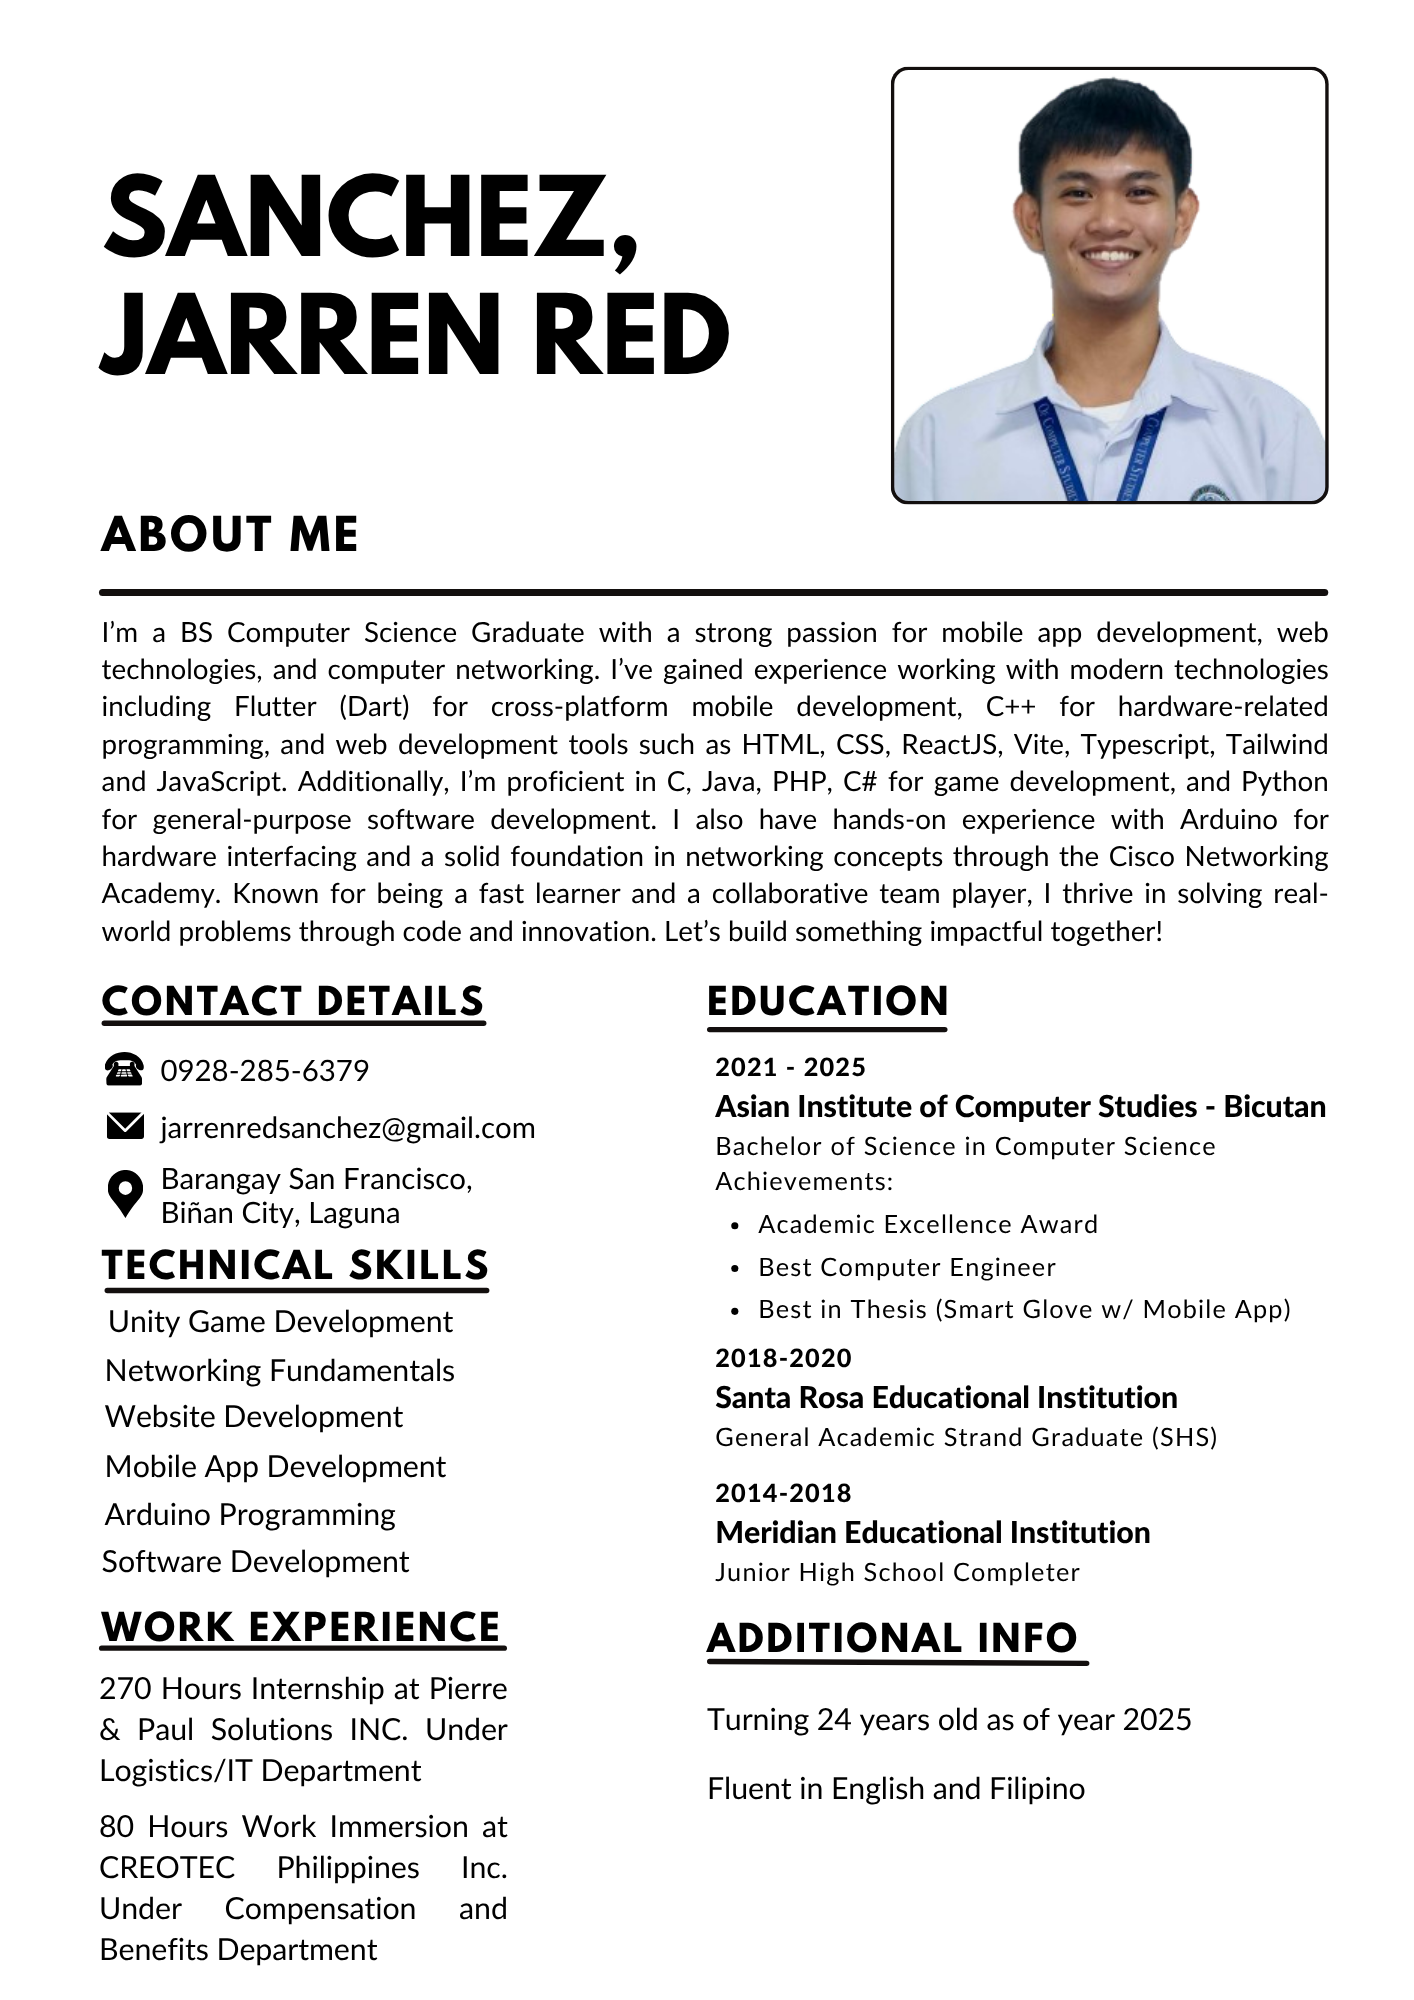 SANCHEZ,
JARREN RED
ABOUT ME
I’m a BS Computer Science Graduate with a strong passion for mobile app development, web
technologies, and computer networking. I’ve gained experience working with modern technologies
including Flutter (Dart) for cross-platform mobile development, C++ for hardware-related
programming, and web development tools such as HTML, CSS, ReactJS, Vite, Typescript, Tailwind
and JavaScript. Additionally, I’m proficient in C, Java, PHP, C# for game development, and Python
for general-purpose software development. I also have hands-on experience with Arduino for
hardware interfacing and a solid foundation in networking concepts through the Cisco Networking
Academy. Known for being a fast learner and a collaborative team player, I thrive in solving real-
world problems through code and innovation. Let’s build something impactful together!
CONTACT DETAILS
0928-285-6379
jarrenredsanchez@gmail.com
Barangay San Francisco,
Biñan City, Laguna
TECHNICAL SKILLS
Unity Game Development
Networking Fundamentals
Website Development
Mobile App Development
Arduino Programming
Software Development
WORK EXPERIENCE
270 Hours Internship at Pierre
& Paul Solutions INC. Under
Logistics/IT Department
80 Hours Work Immersion at
CREOTEC Philippines Inc.
Under Compensation and
Benefits Department
EDUCATION
2021 - 2025
Asian Institute of Computer Studies - Bicutan
Bachelor of Science in Computer Science
Achievements:
• Academic Excellence Award
• Best Computer Engineer
• Best in Thesis (Smart Glove w/ Mobile App)
2018-2020
Santa Rosa Educational Institution
General Academic Strand Graduate (SHS)
2014-2018
Meridian Educational Institution
Junior High School Completer
ADDITIONAL INFO
Turning 24 years old as of year 2025
Fluent in English and Filipino